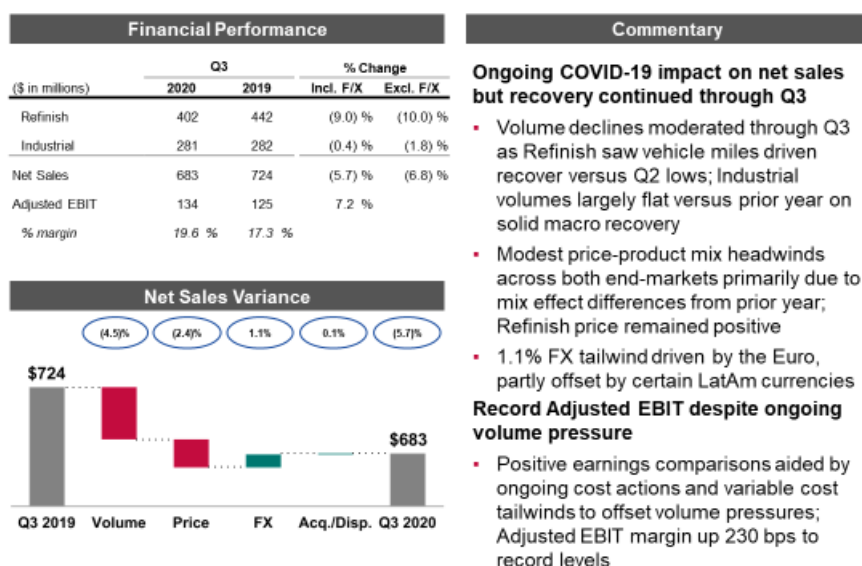 Financial Performance
Q3 % Change
($ in millions) 2020 2019 Incl. F/X Excl. F/X
Refinish 402 442 (9.0) % (10.0) %
Industrial 281 282 (0.4) % (1.8) %
Net Sales 683 724 (5.7) % (6.8) %
Adjusted EBIT 134 125 7.2 %
% margin 19.6 % 17.3 %
Net Sales Variance
(4.5)% (2.4)% 1.1% 0.1% (5.7)%
$724
$683
Q3 2019 Volume Price FX Acq./Disp. Q3 2020
Commentary
Ongoing COVID-19 impact on net sales
but recovery continued through Q3
▪ Volume declines moderated through Q3
as Refinish saw vehicle miles driven
recover versus Q2 lows; Industrial
volumes largely flat versus prior year on
solid macro recovery
▪ Modest price-product mix headwinds
across both end-markets primarily due to
mix effect differences from prior year;
Refinish price remained positive
▪ 1.1% FX tailwind driven by the Euro,
partly offset by certain LatAm currencies
Record Adjusted EBIT despite ongoing
volume pressure
▪ Positive earnings comparisons aided by
ongoing cost actions and variable cost
tailwinds to offset volume pressures;
Adjusted EBIT margin up 230 bps to
record levels